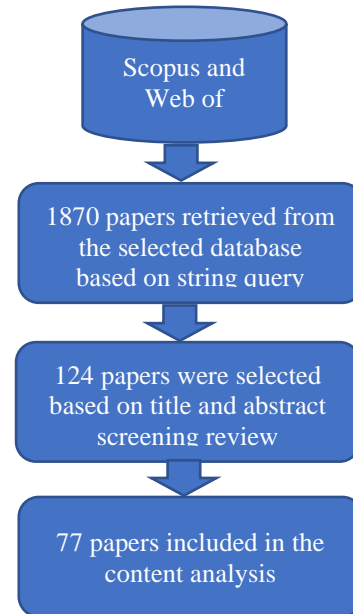 Scopus and
Web of
1870 papers retrieved from
the selected database
based on string query
124 papers were selected
based on title and abstract
screening review
77 papers included in the
content analysis